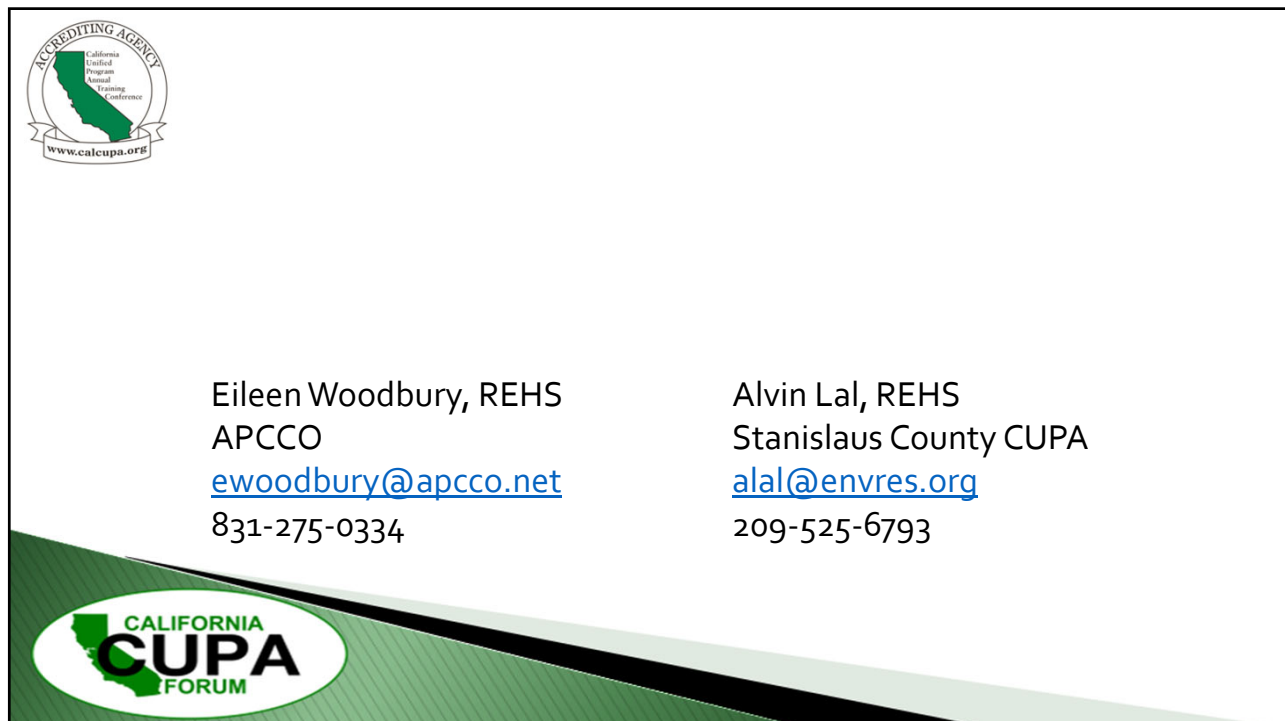 ACCREDITING AGENCY
California
Unified
Program
Annual
Training
Conference
www.calcupa.org
Eileen Woodbury, REHS
APCCO
ewoodbury@apcco.net
831-275-0334
Alvin Lal, REHS
Stanislaus County CUPA
alal@envres.org
209-525-6793
CALIFORNIA
CUPA
FORUM